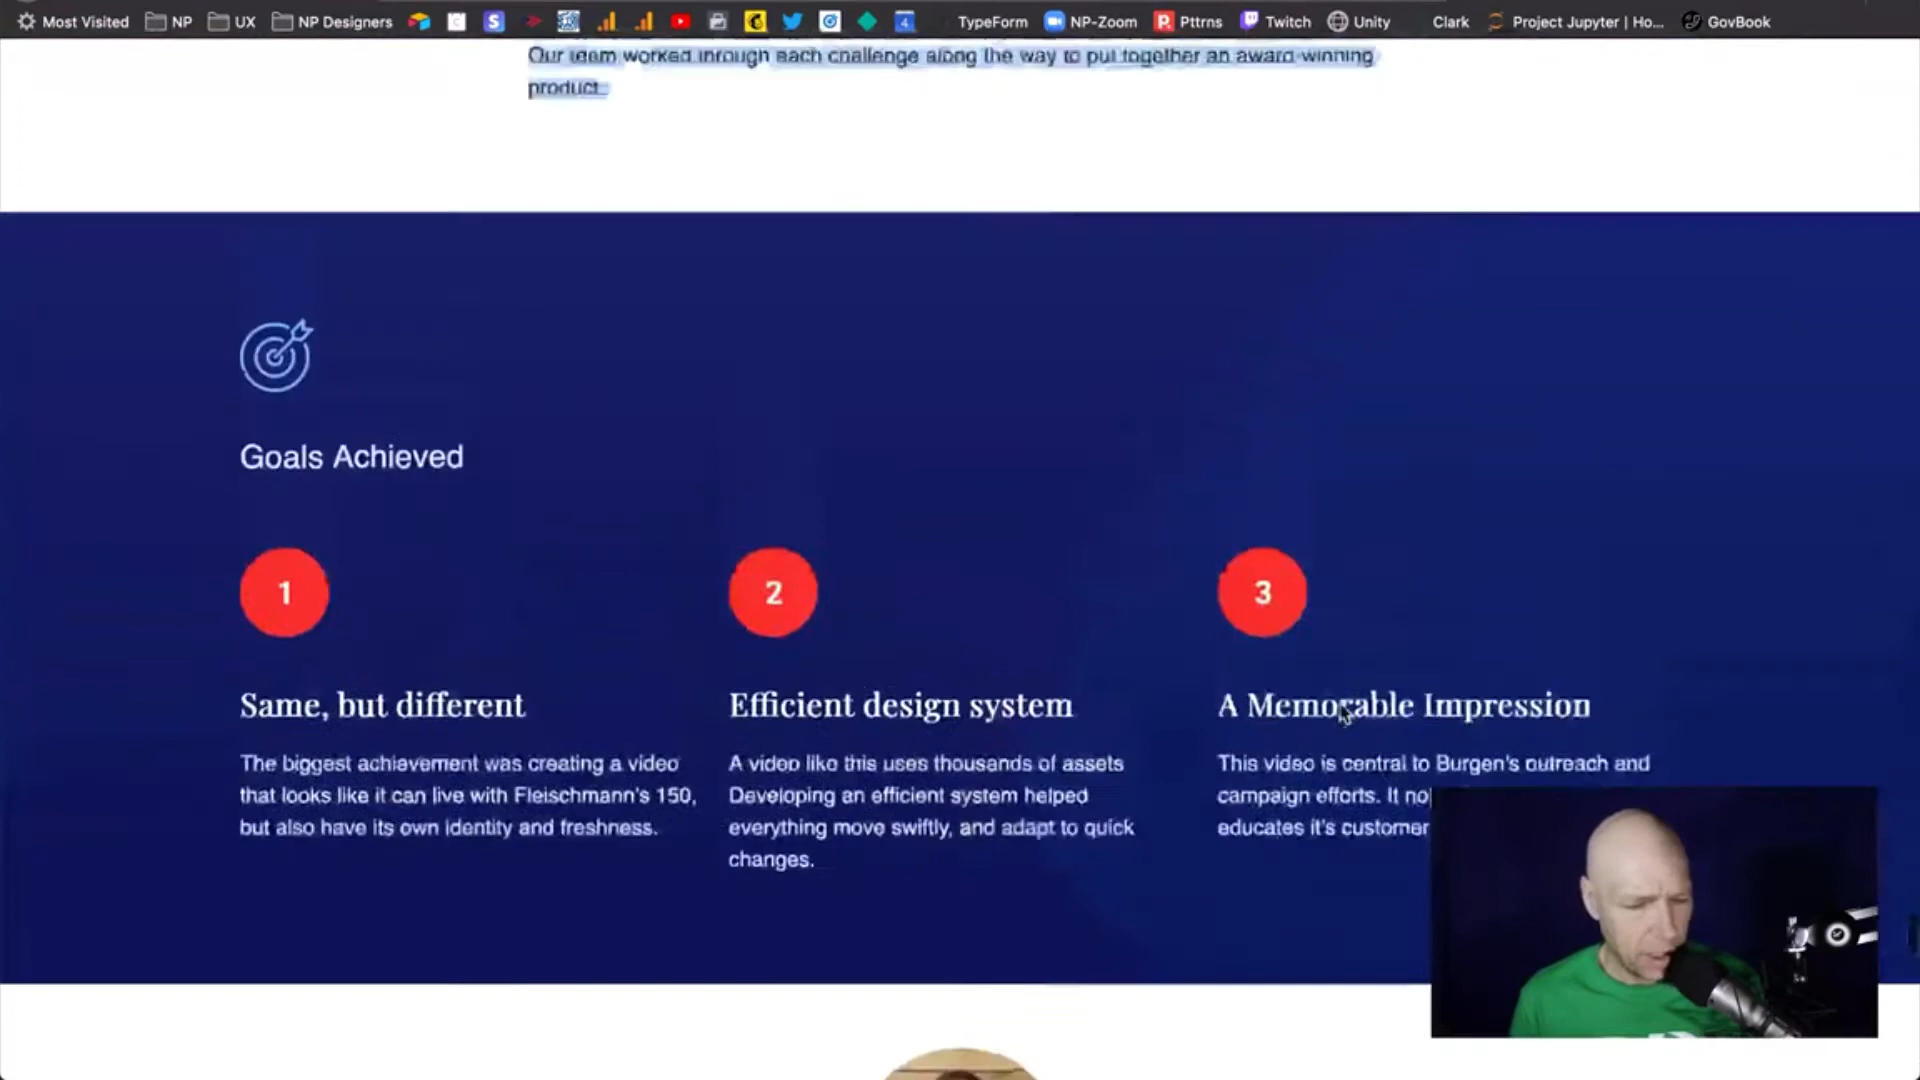 Most Visited NP UX NP Designers 4 TypeForm NP-Zoom Pttrns Twitch Unity Clark Project Jupyter | Ho... GovBook
Our team worked through each challenge along the way to put together an award-winning
product.
Goals Achieved
1 2 3
Same, but different
The biggest achievement was creating a video
that looks like it can live with Fleischmann's 150,
but also have its own identity and freshness.
Efficient design system
A video like this uses thousands of assets
Developing an efficient system helped
everything move swiftly, and adapt to quick
changes.
A Memorable Impression
This video is central to Burgen's outreach and
campaign efforts. It no
educates it's customer